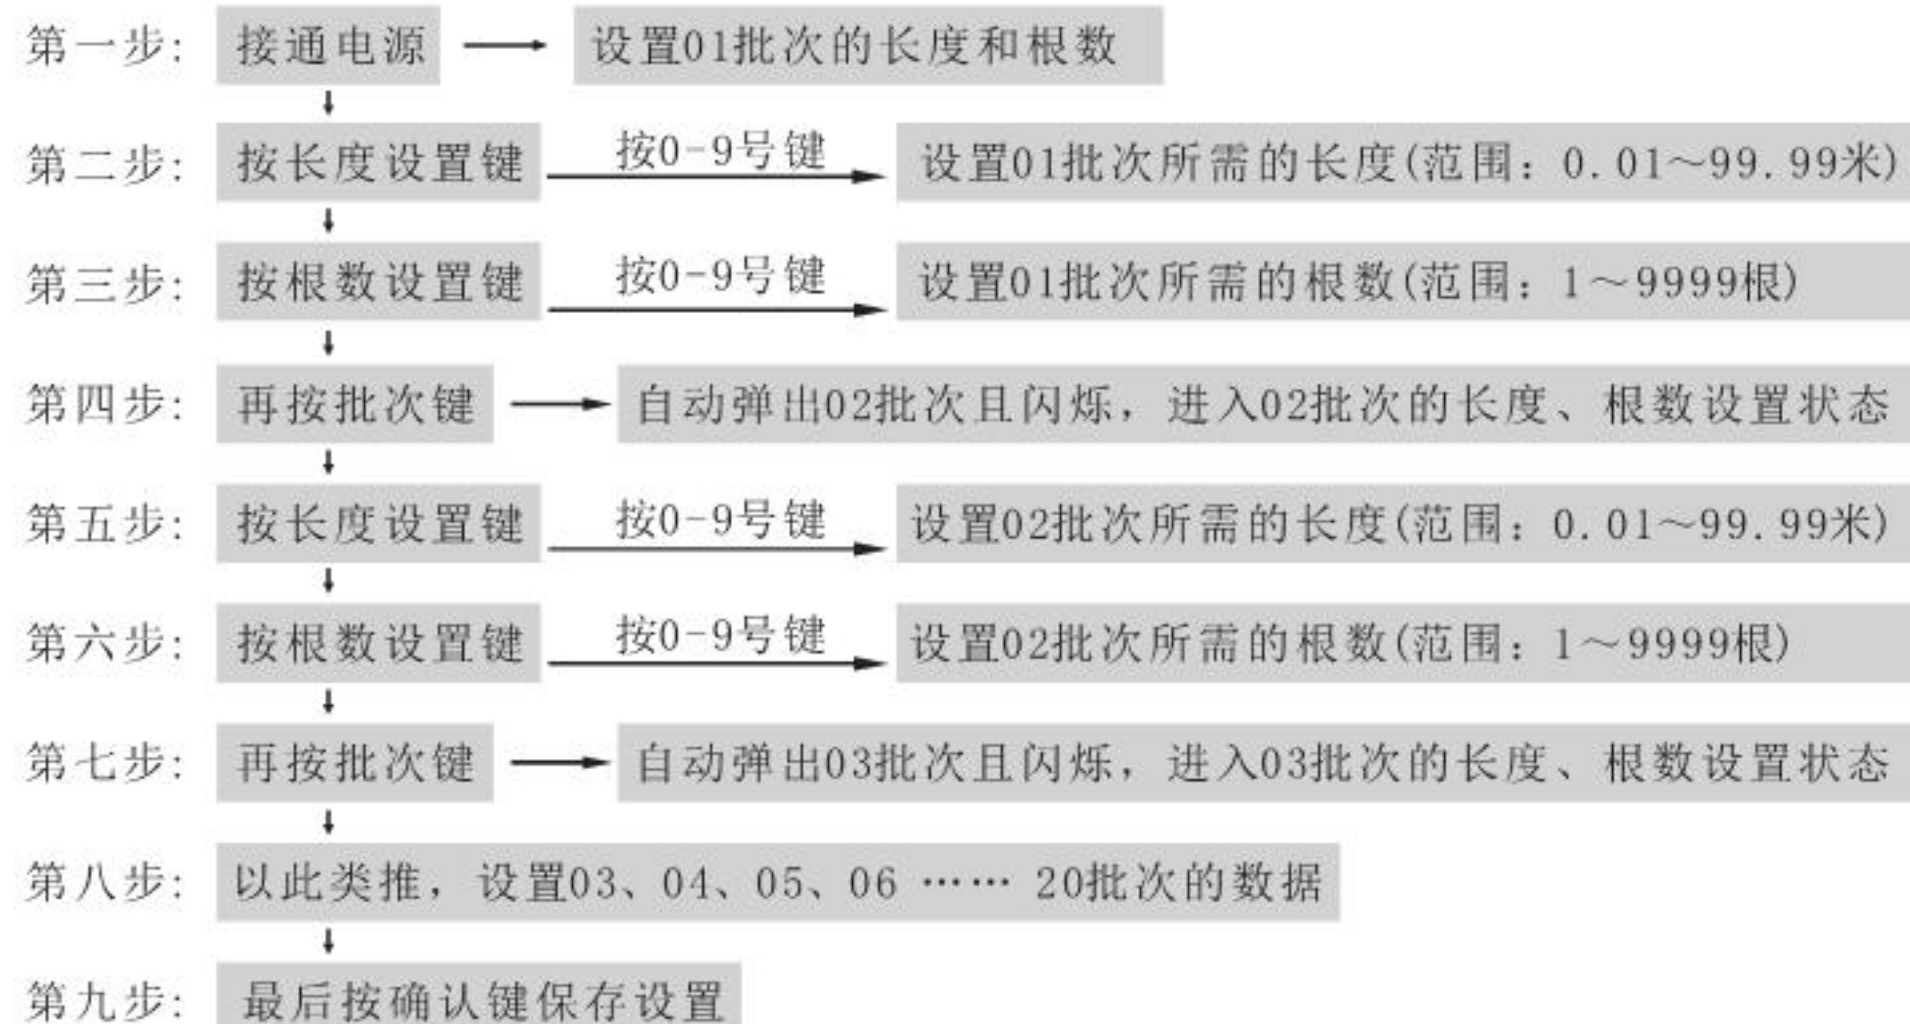 第一步: 接通电源 设置01批次的长度和根数
第二步: 按长度设置键 按0-9号键 设置01批次所需的长度(范围：0.01～99.99米)
第三步: 按根数设置键 按0-9号键 设置01批次所需的根数(范围：1～9999根)
第四步: 再按批次键 自动弹出02批次且闪烁，进入02批次的长度、根数设置状态
第五步: 按长度设置键 按0-9号键 设置02批次所需的长度(范围：0.01～99.99米)
第六步: 按根数设置键 按0-9号键 设置02批次所需的根数(范围：1～9999根)
第七步: 再按批次键 自动弹出03批次且闪烁，进入03批次的长度、根数设置状态
第八步: 以此类推，设置03、04、05、06 …… 20批次的数据
第九步: 最后按确认键保存设置